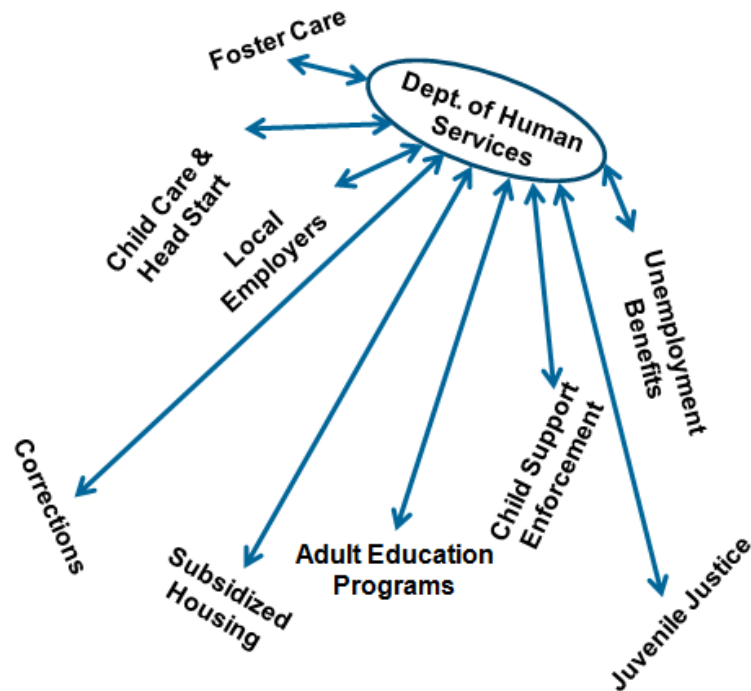 Foster Care
Dept. of Human
Services
Child Care &
Head Start
Local
Employers
Unemployment
Benefits
Child Support
Enforcement
Corrections
Subsidized
Housing
Adult Education
Programs
Juvenile Justice